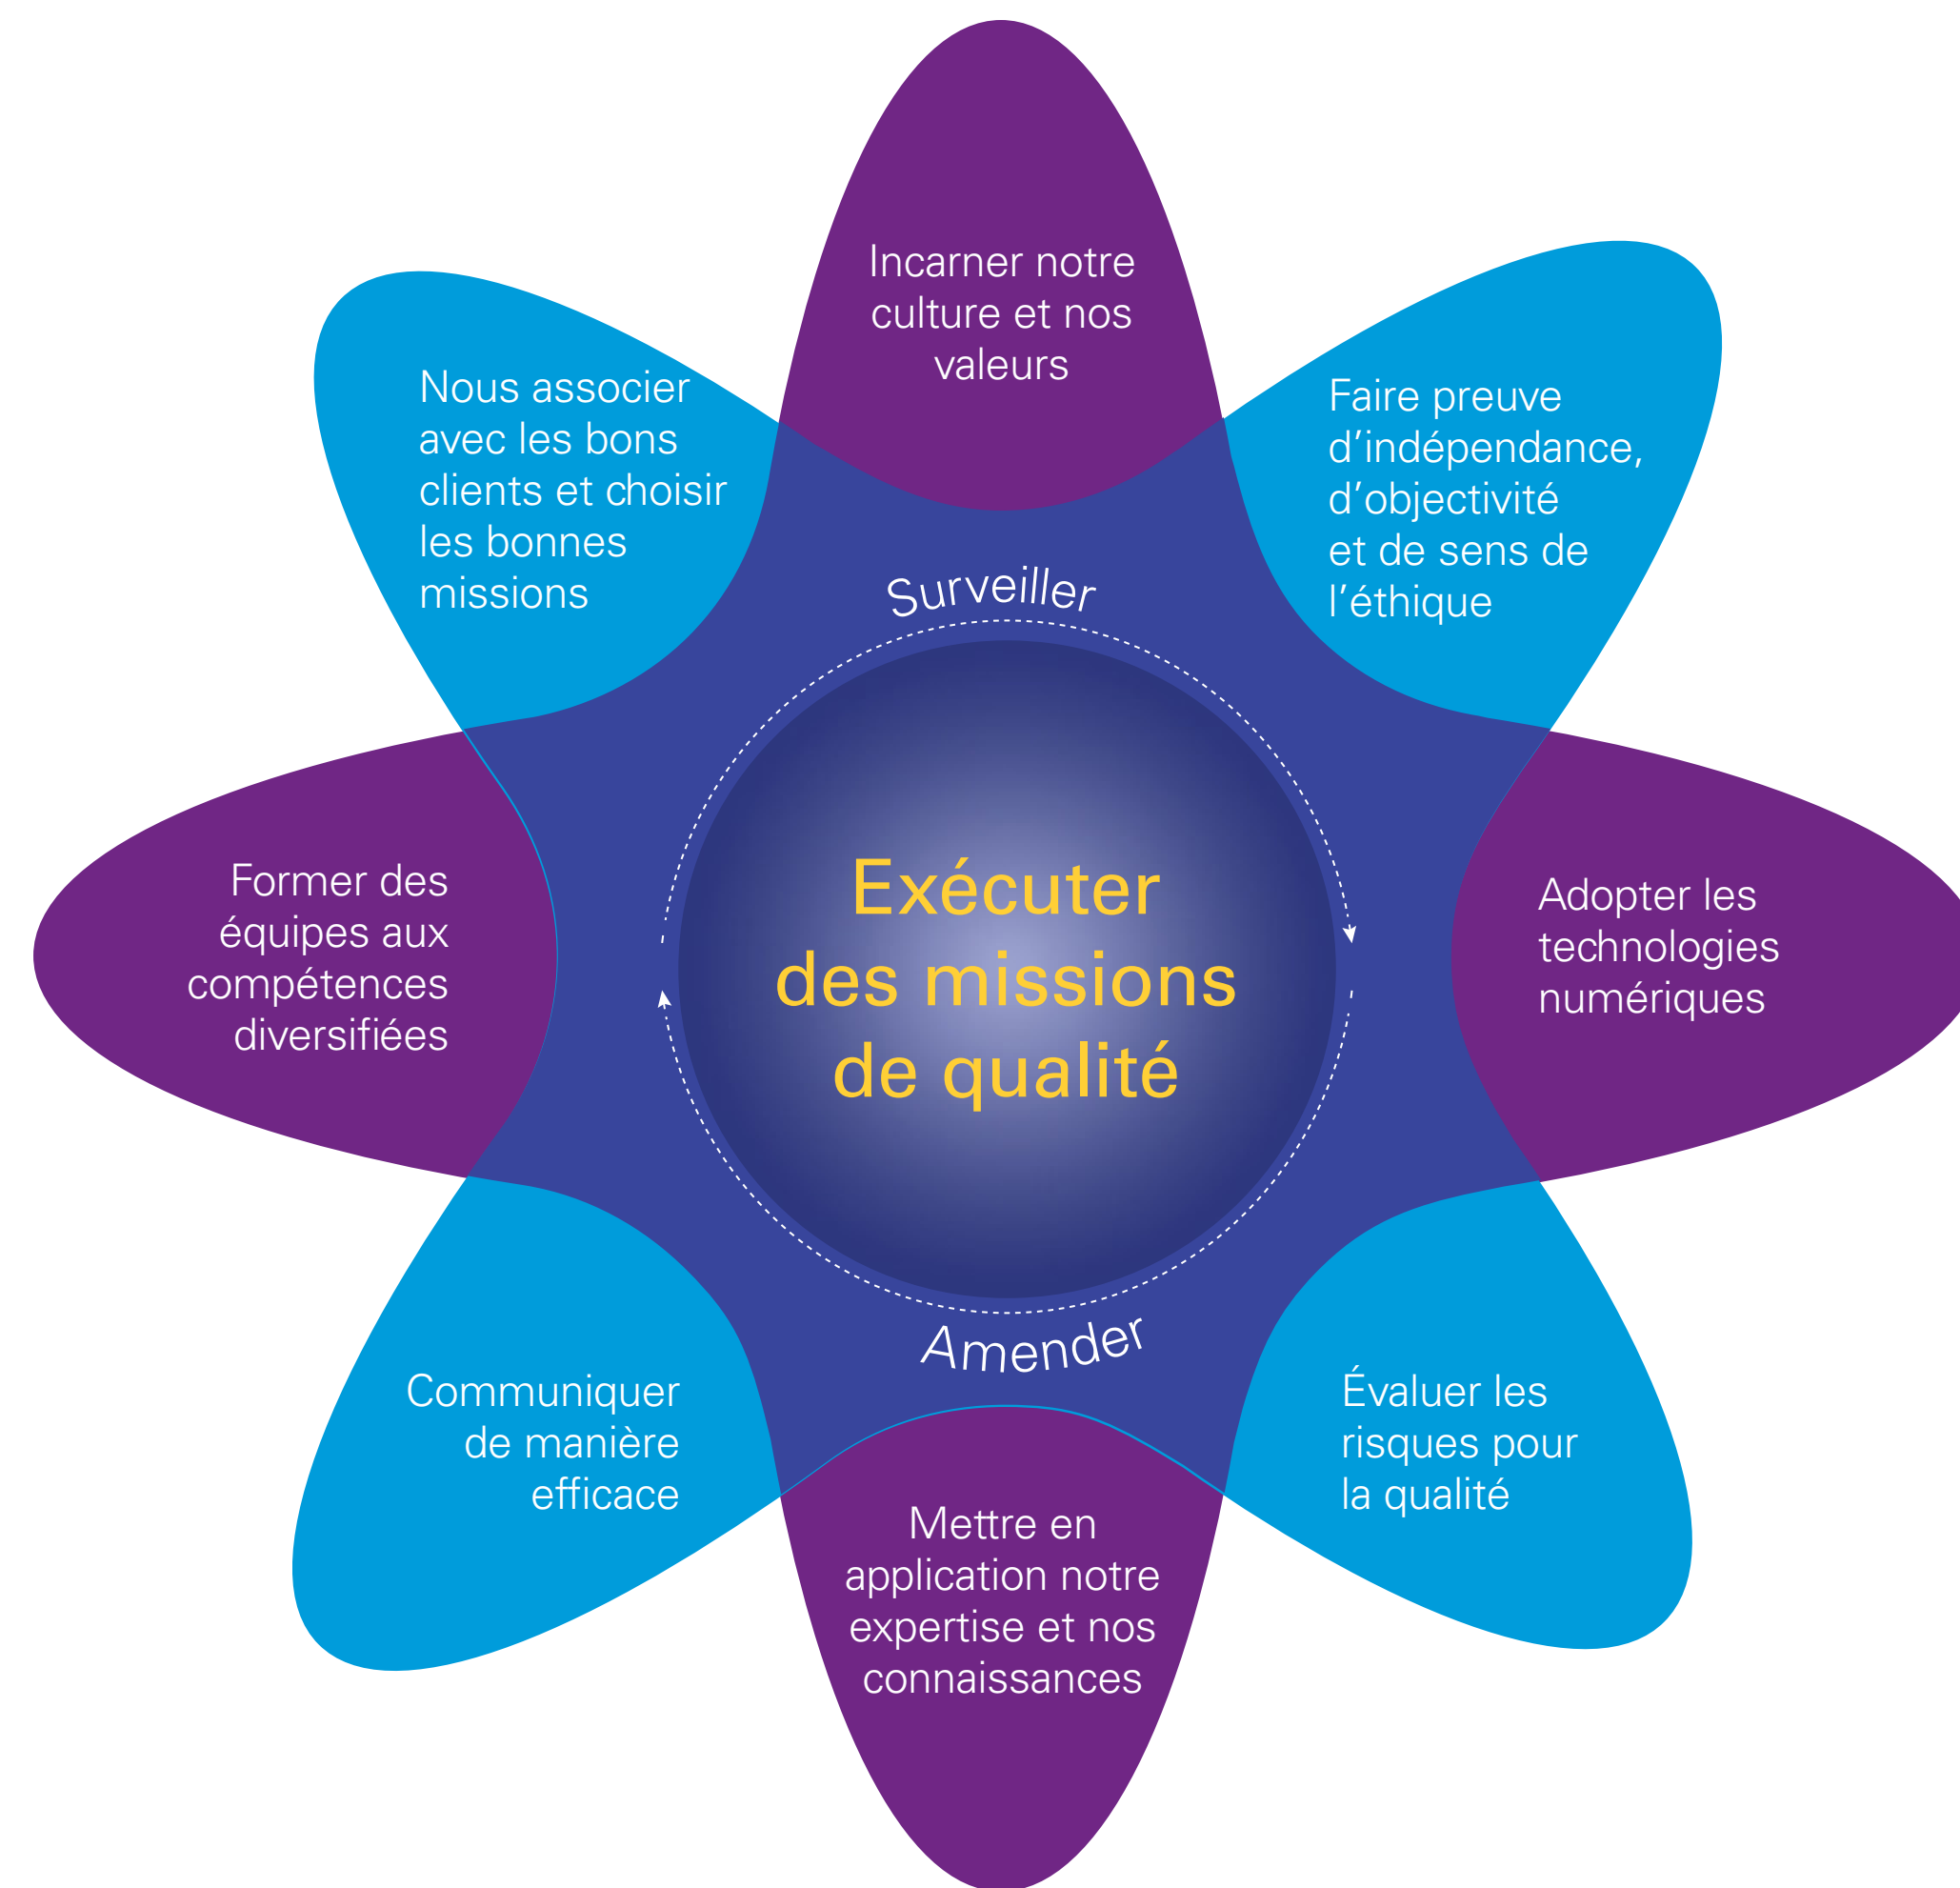 Incarner notre
culture et nos
valeurs
Faire preuve
d’indépendance,
d’objectivité
et de sens de
l’éthique
Adopter les
technologies
numériques
Évaluer les
risques pour
la qualité
Mettre en
application notre
expertise et nos
connaissances
Communiquer
de manière
efficace
Former des
équipes aux
compétences
diversifiées
Nous associer
avec les bons
clients et choisir
les bonnes
missions
Surveiller
Exécuter
des missions
de qualité
Amender